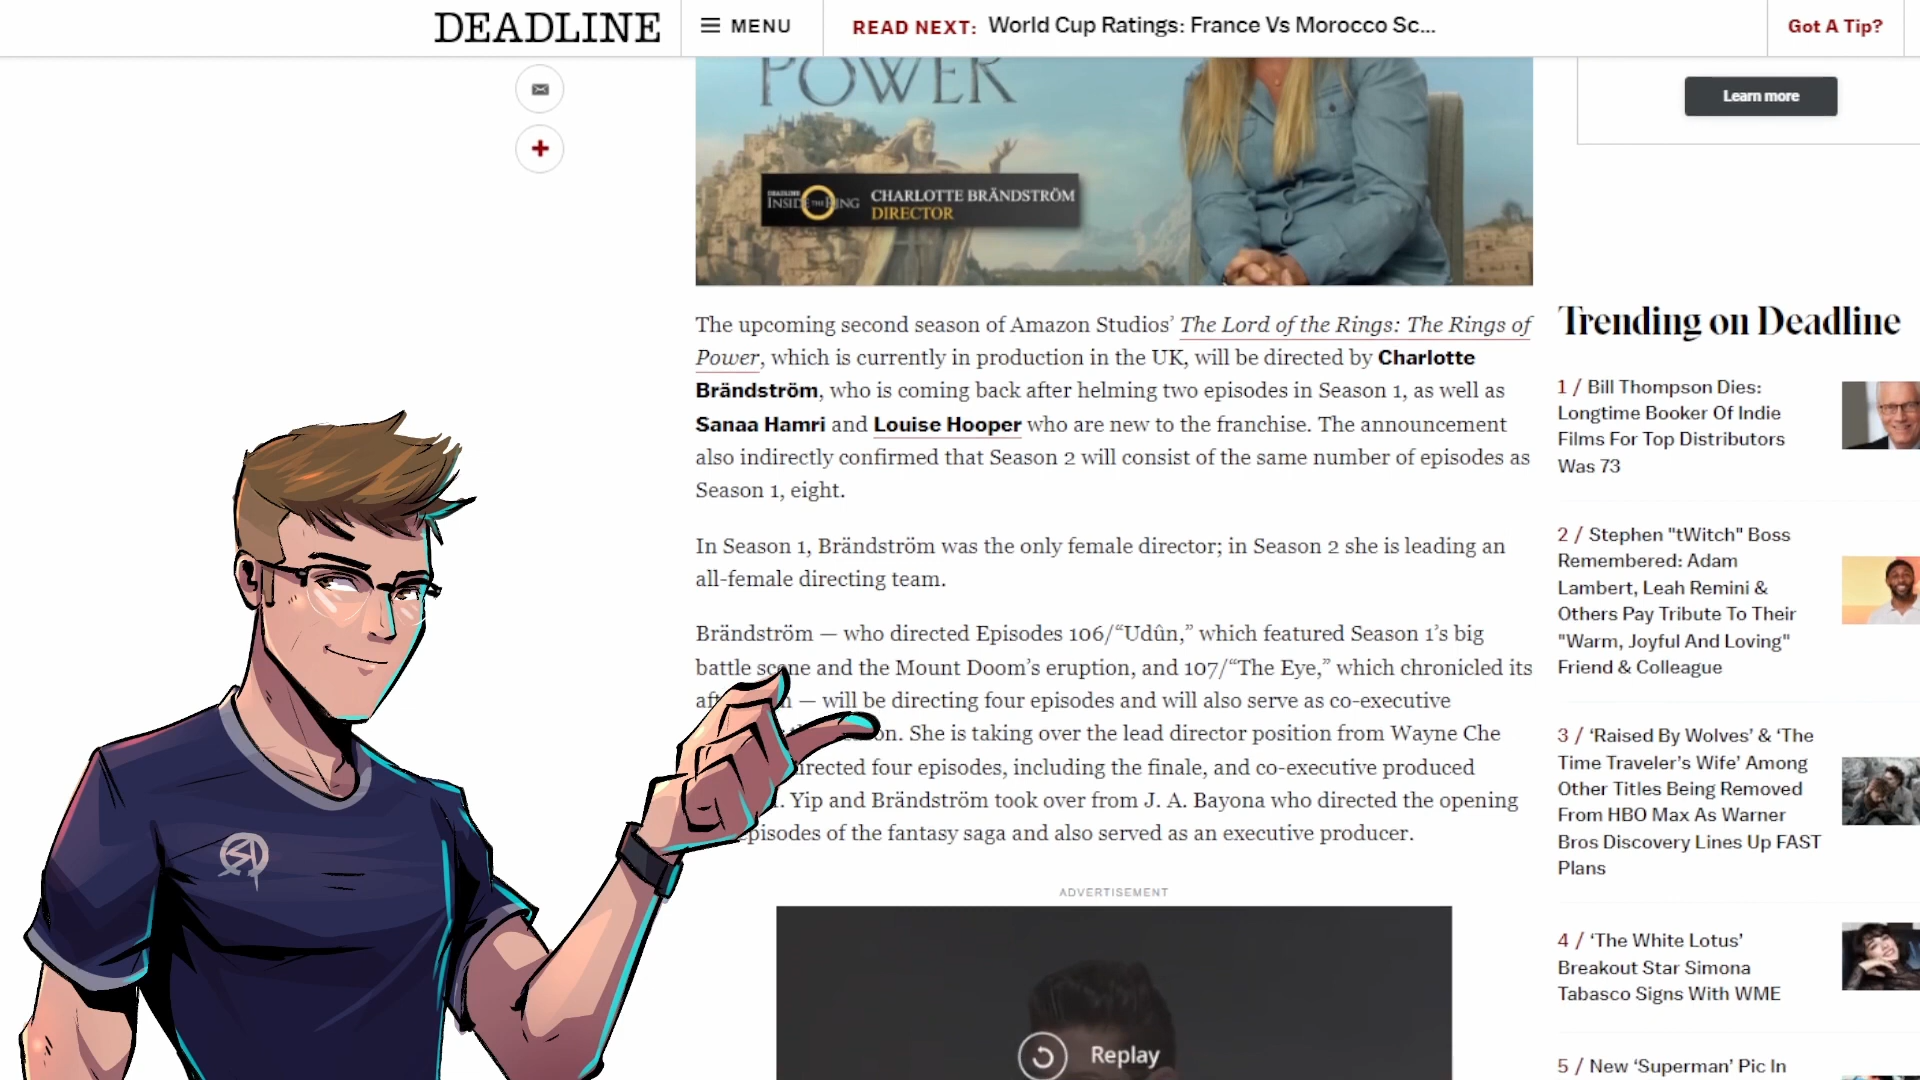 DEADLINE
MENU
READ NEXT: World Cup Ratings: France Vs Morocco Sc...
Got A Tip?
POWER
Learn more
DEADLINE
INSIDE THE RING
CHARLOTTE BRÄNDSTRÖM
DIRECTOR
The upcoming second season of Amazon Studios’ The Lord of the Rings: The Rings of
Power, which is currently in production in the UK, will be directed by Charlotte
Brändström, who is coming back after helming two episodes in Season 1, as well as
Sanaa Hamri and Louise Hooper who are new to the franchise. The announcement
also indirectly confirmed that Season 2 will consist of the same number of episodes as
Season 1, eight.
In Season 1, Brändström was the only female director; in Season 2 she is leading an
all-female directing team.
Brändström — who directed Episodes 106/“Udûn,” which featured Season 1’s big
battle scene and the Mount Doom’s eruption, and 107/“The Eye,” which chronicled its
— will be directing four episodes and will also serve as co-executive
She is taking over the lead director position from Wayne Che
directed four episodes, including the finale, and co-executive produced
Yip and Brändström took over from J. A. Bayona who directed the opening
episodes of the fantasy saga and also served as an executive producer.
ADVERTISEMENT
Replay
Trending on Deadline
1 / Bill Thompson Dies:
Longtime Booker Of Indie
Films For Top Distributors
Was 73
2 / Stephen "tWitch" Boss
Remembered: Adam
Lambert, Leah Remini &
Others Pay Tribute To Their
"Warm, Joyful And Loving"
Friend & Colleague
3 / ‘Raised By Wolves’ & ‘The
Time Traveler’s Wife’ Among
Other Titles Being Removed
From HBO Max As Warner
Bros Discovery Lines Up FAST
Plans
4 / ‘The White Lotus’
Breakout Star Simona
Tabasco Signs With WME
5 / New ‘Superman’ Pic In